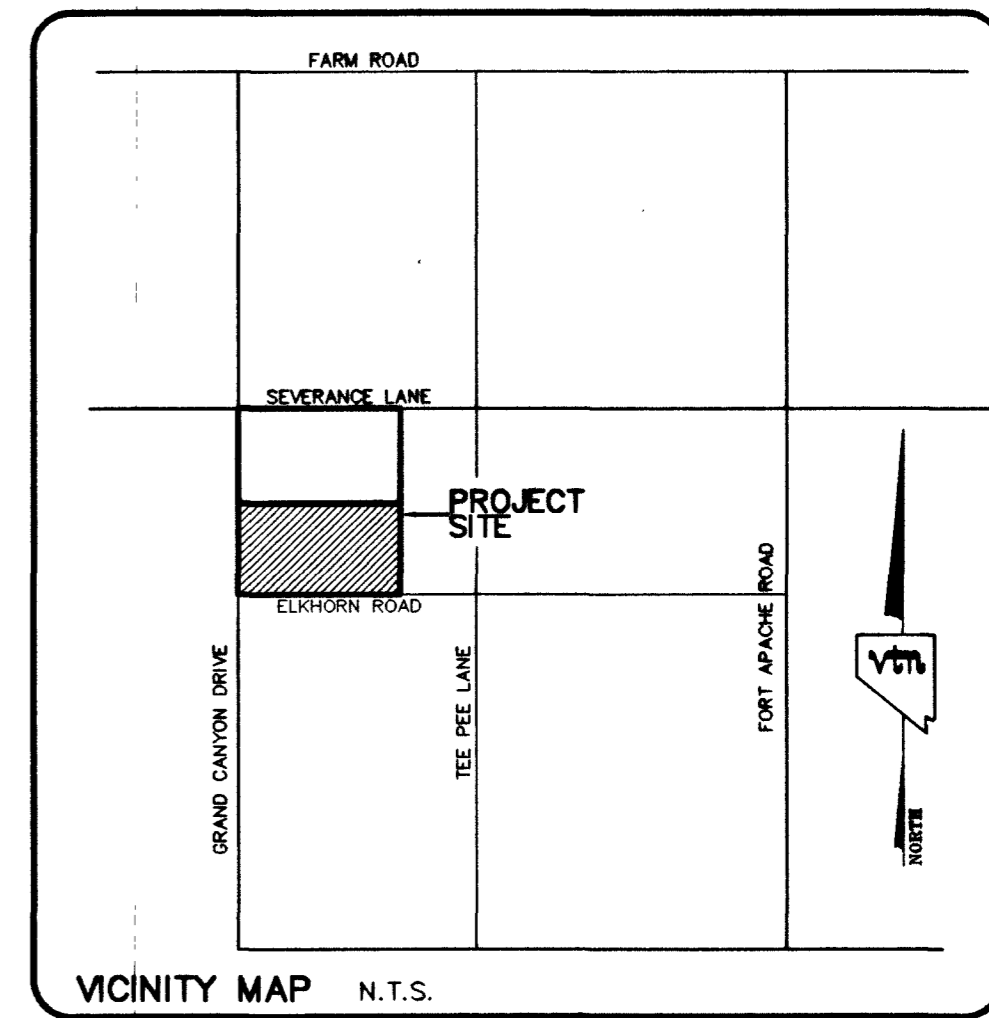 FARM ROAD
SEVERANCE LANE
PROJECT
SITE
ELKHORN ROAD
GRAND CANYON DRIVE
TEE PEE LANE
FORT APACHE ROAD
vtn
NORTH
VICINITY MAP N.T.S.